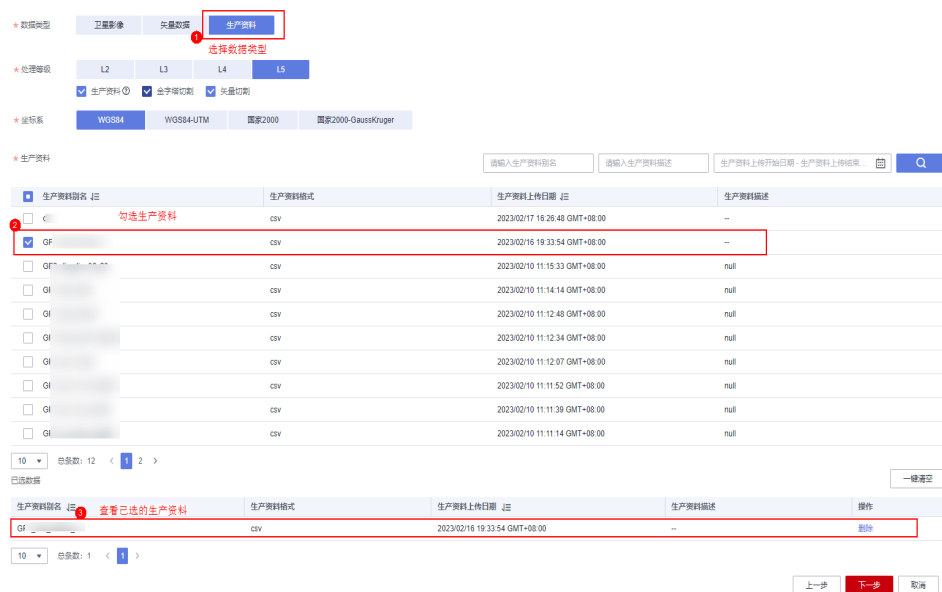 * 数据类型 卫星影像 矢量数据 生产资料
1
选择数据类型
* 处理等级 L2 L3 L4 L5
生产资料 金字塔切割 矢量切割
* 坐标系 WGS84 WGS84-UTM 国家2000 国家2000-GaussKruger
* 生产资料 请输入生产资料别名 请输入生产资料描述 生产资料上传开始日期 - 生产资料上传结束...
生产资料别名 生产资料格式 生产资料上传日期 生产资料描述
勾选生产资料 csv 2023/02/17 16:26:48 GMT+08:00 --
2
GF csv 2023/02/16 19:33:54 GMT+08:00 --
csv 2023/02/10 11:15:33 GMT+08:00 null
csv 2023/02/10 11:14:14 GMT+08:00 null
csv 2023/02/10 11:12:48 GMT+08:00 null
csv 2023/02/10 11:12:34 GMT+08:00 null
csv 2023/02/10 11:12:07 GMT+08:00 null
csv 2023/02/10 11:11:52 GMT+08:00 null
csv 2023/02/10 11:11:39 GMT+08:00 null
csv 2023/02/10 11:11:14 GMT+08:00 null
10 总条数: 12 < 1 2 >
已选数据 一键清空
生产资料别名 生产资料格式 生产资料上传日期 生产资料描述 操作
3 查看已选的生产资料
GF csv 2023/02/16 19:33:54 GMT+08:00 -- 删除
10 总条数: 1 < 1 >
上一步 下一步 取消